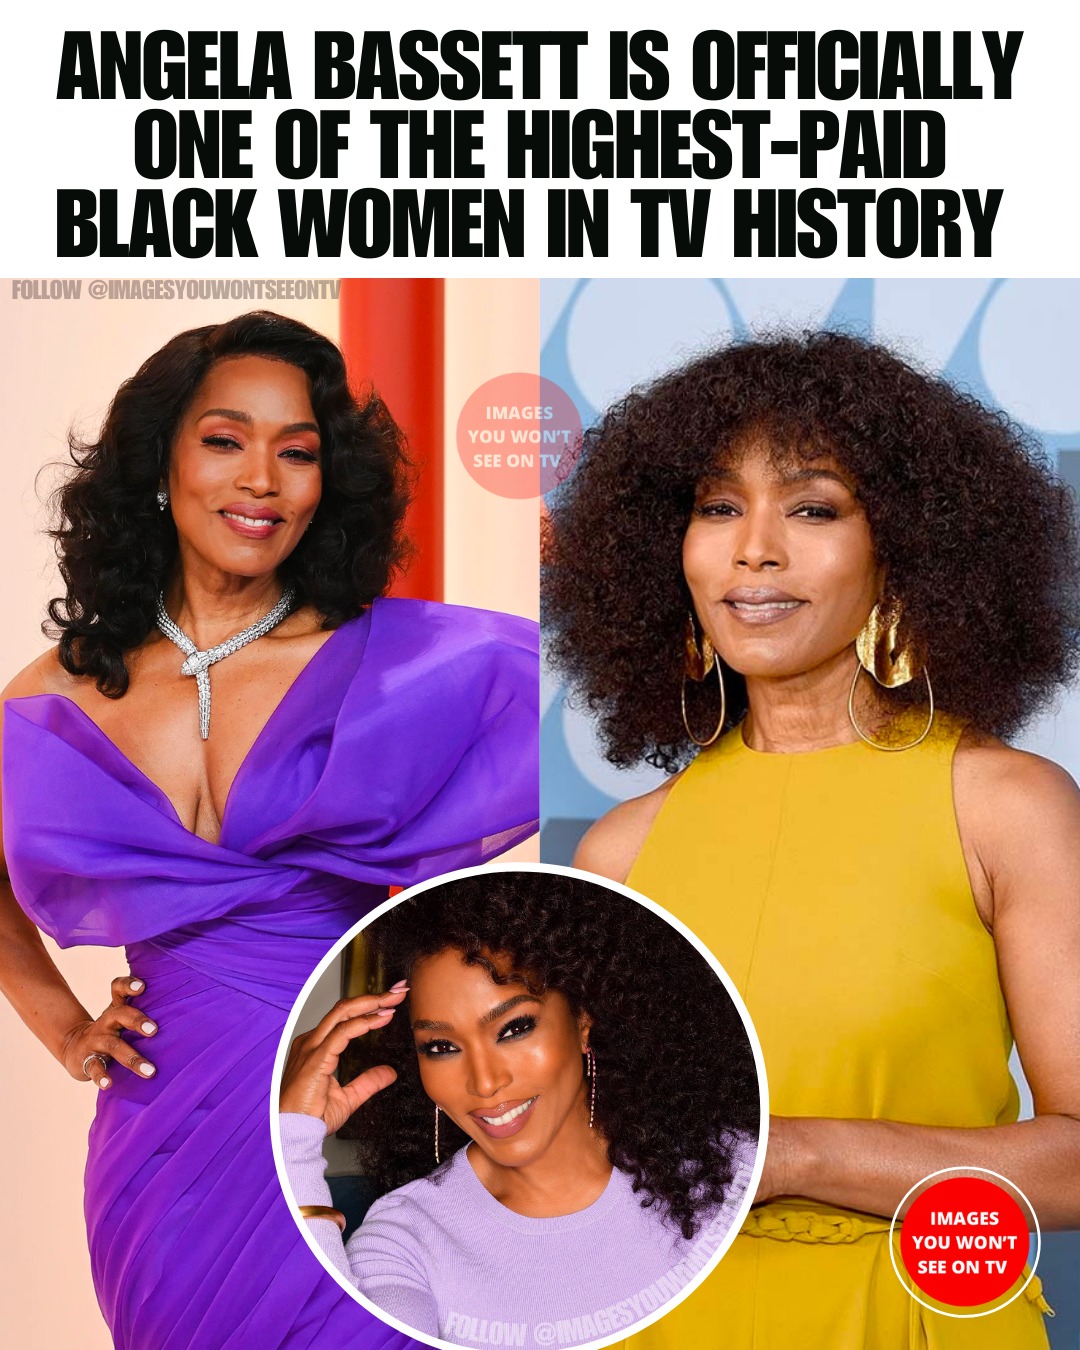 ANGELA BASSETT IS OFFICIALLY
ONE OF THE HIGHEST-PAID
BLACK WOMEN IN TV HISTORY
FOLLOW @IMAGESYOUWONTSEEONTV
IMAGES
YOU WON'T
SEE ON TV
IMAGES
YOU WON'T
SEE ON TV
FOLLOW @IMAGESYOUWONTSEEONTV